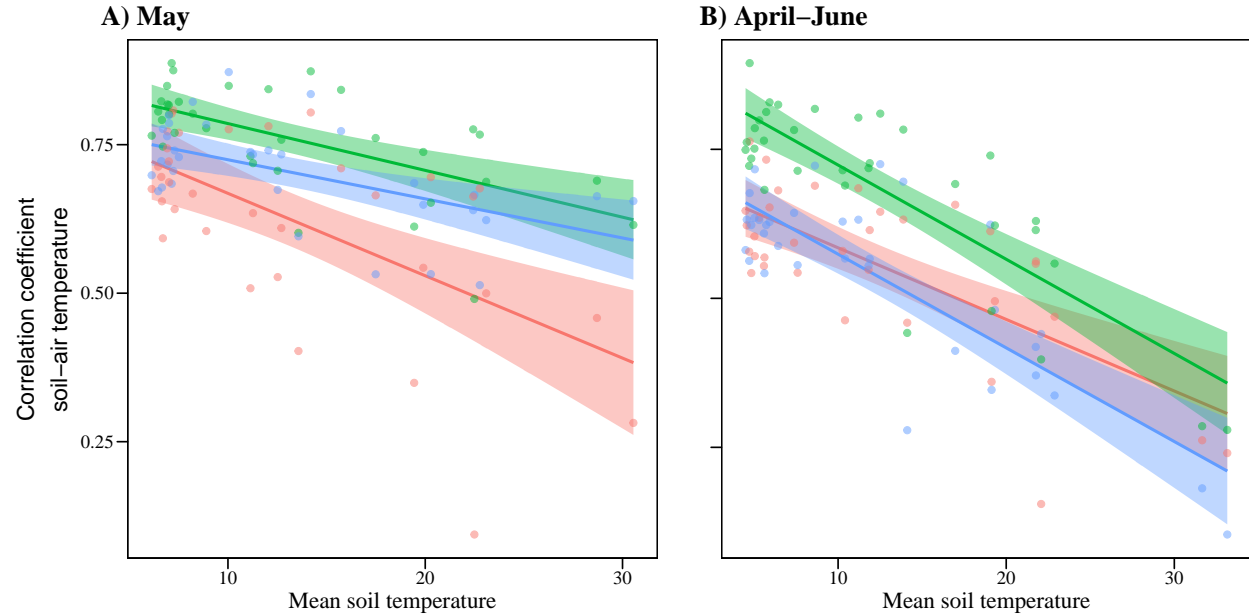 A) May
B) April–June
Correlation coefficient
soil−air temperature
0.75
0.50
0.25
10
20
30
10
20
30
Mean soil temperature
Mean soil temperature